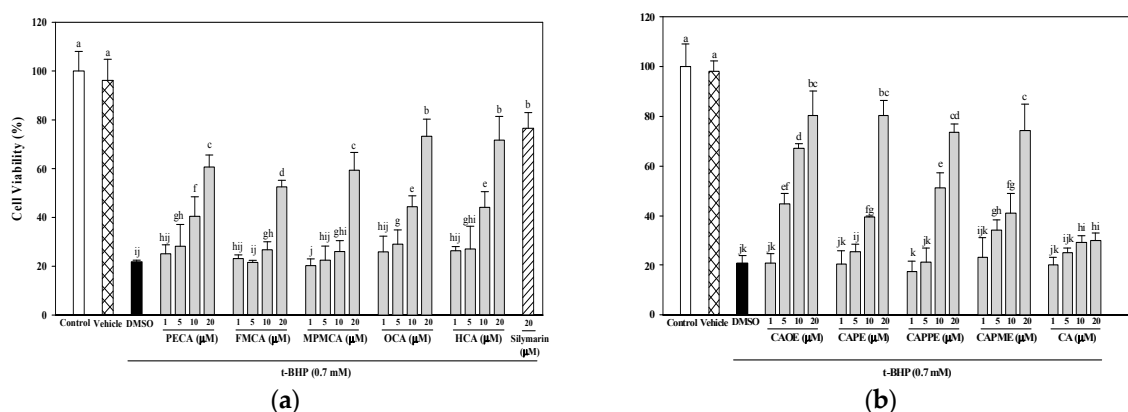 120
100
80
60
40
20
0
Cell Viability (%)
a
a
ij
hij
gh
f
c
hij
ij
gh
d
j
hij
ghi
c
hij
g
e
b
hij
ghi
e
b
b
Control Vehicle DMSO 1 5 10 20 1 5 10 20 1 5 10 20 1 5 10 20 1 5 10 20 20
PECA (μM) FMCA (μM) MPMCA (μM) OCA (μM) HCA (μM) Silymarin (μM)
t-BHP (0.7 mM)
(a)
120
100
80
60
40
20
0
a
a
jk
jk
ef
d
bc
ijk
ijk
fg
bc
k
ijk
e
cd
ijk
gh
fg
c
jk
ijk
hi
hi
Control Vehicle DMSO 1 5 10 20 1 5 10 20 1 5 10 20 1 5 10 20 1 5 10 20
CAOE (μM) CAPE (μM) CAPPE (μM) CAPME (μM) CA (μM)
t-BHP (0.7 mM)
(b)